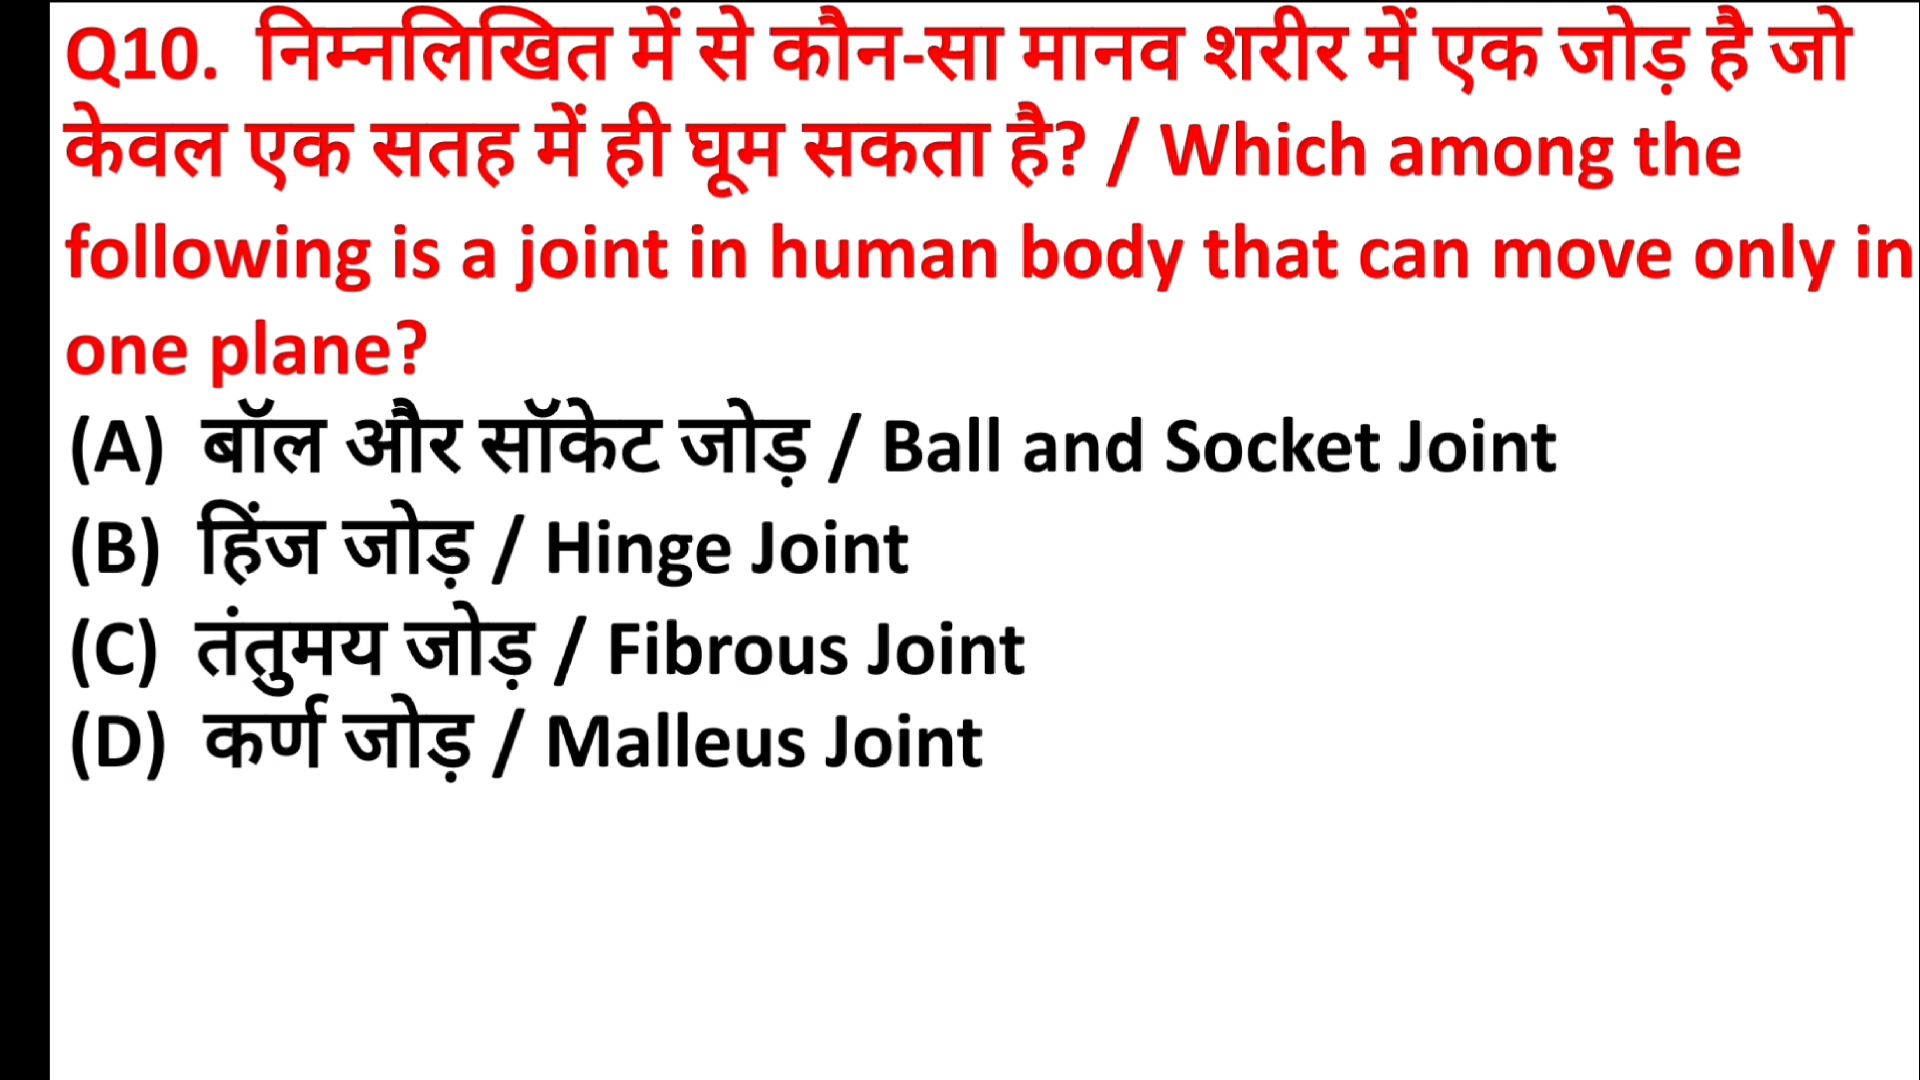 Q10. निम्नलिखित में से कौन-सा मानव शरीर में एक जोड़ है जो
केवल एक सतह में ही घूम सकता है? / Which among the
following is a joint in human body that can move only in
one plane?
(A) बॉल और सॉकेट जोड़ / Ball and Socket Joint
(B) हिंज जोड़ / Hinge Joint
(C) तंतुमय जोड़ / Fibrous Joint
(D) कर्ण जोड़ / Malleus Joint